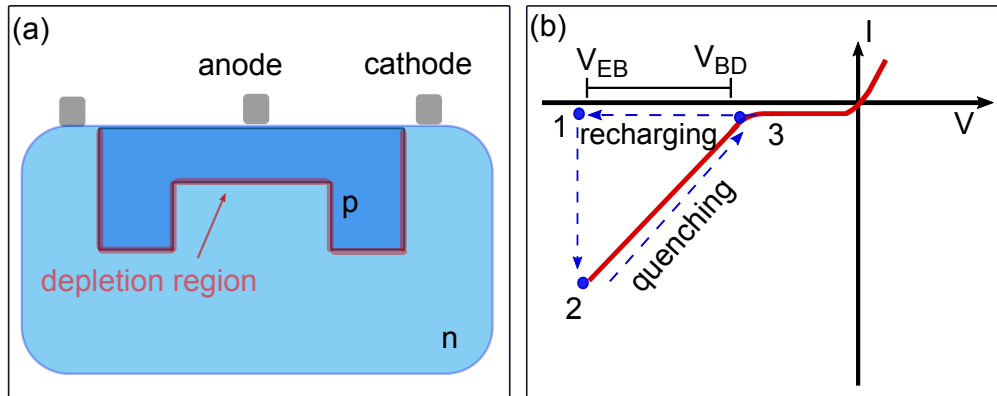 (a)
anode
cathode
p
depletion region
n
(b)
I
V_EB
V_BD
V
1
recharging
3
quenching
2